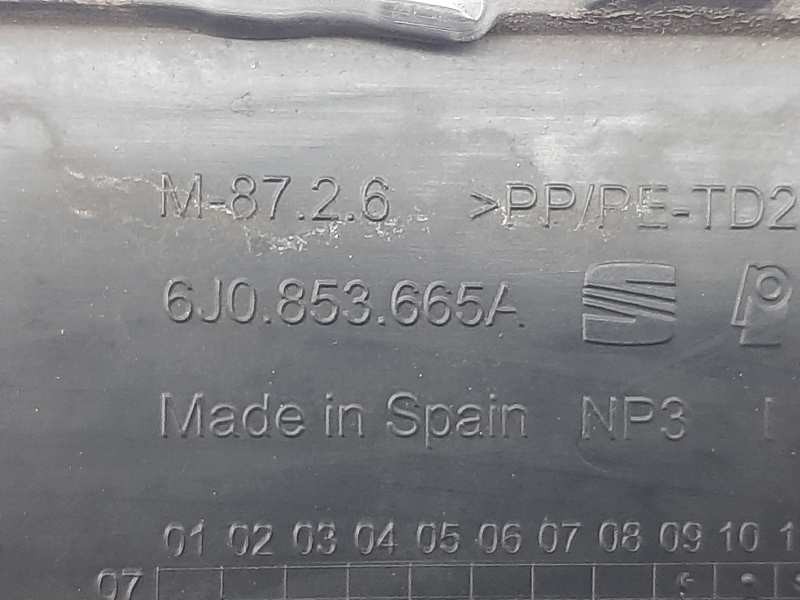 M-87.2.6 >PP/PE-TD2
6J0.853.665A
Made in Spain NP3
01 02 03 04 05 06 07 08 09 10 1
07